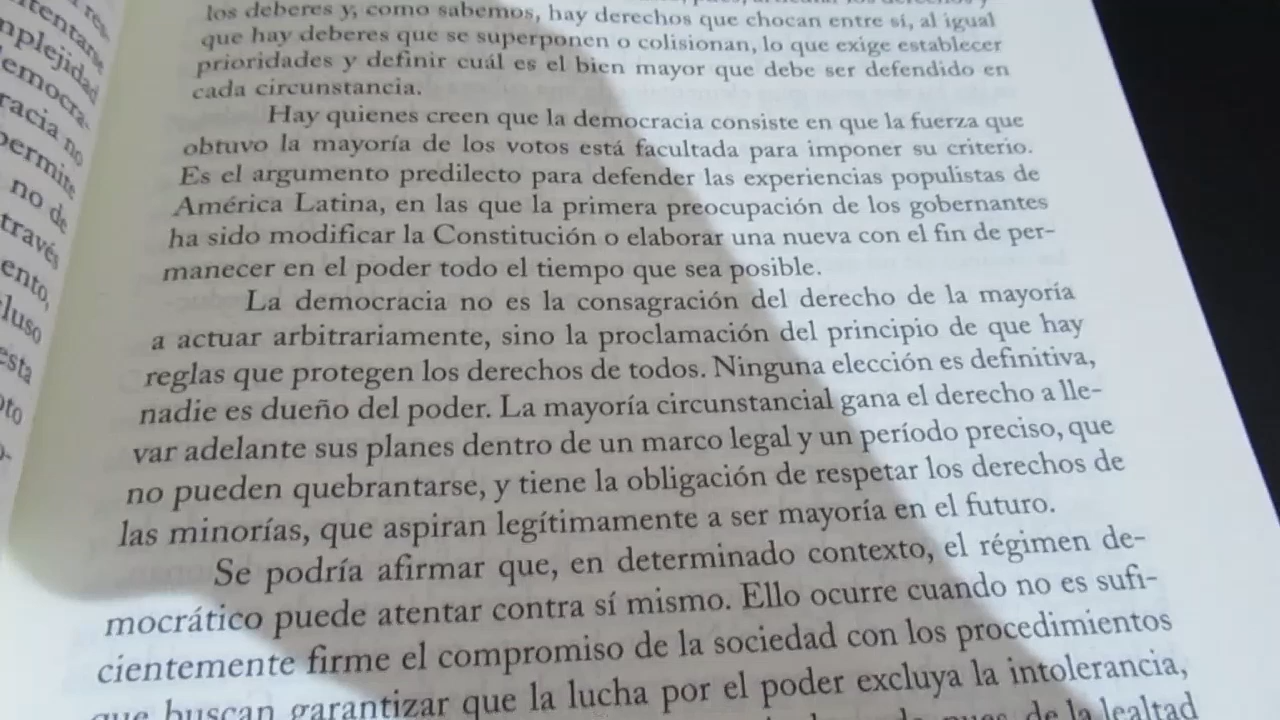 los deberes y, como sabemos, hay derechos que chocan entre sí, al igual
que hay deberes que se superponen o colisionan, lo que exige establecer
prioridades y definir cuál es el bien mayor que debe ser defendido en
cada circunstancia.
Hay quienes creen que la democracia consiste en que la fuerza que
obtuvo la mayoría de los votos está facultada para imponer su criterio.
Es el argumento predilecto para defender las experiencias populistas de
América Latina, en las que la primera preocupación de los gobernantes
ha sido modificar la Constitución o elaborar una nueva con el fin de per-
manecer en el poder todo el tiempo que sea posible.
La democracia no es la consagración del derecho de la mayoría
a actuar arbitrariamente, sino la proclamación del principio de que hay
reglas que protegen los derechos de todos. Ninguna elección es definitiva,
nadie es dueño del poder. La mayoría circunstancial gana el derecho a lle-
var adelante sus planes dentro de un marco legal y un período preciso, que
no pueden quebrantarse, y tiene la obligación de respetar los derechos de
las minorías, que aspiran legítimamente a ser mayoría en el futuro.
Se podría afirmar que, en determinado contexto, el régimen de-
mocrático puede atentar contra sí mismo. Ello ocurre cuando no es sufi-
cientemente firme el compromiso de la sociedad con los procedimientos
que buscan garantizar que la lucha por el poder excluya la intolerancia,
pues, de la lealtad